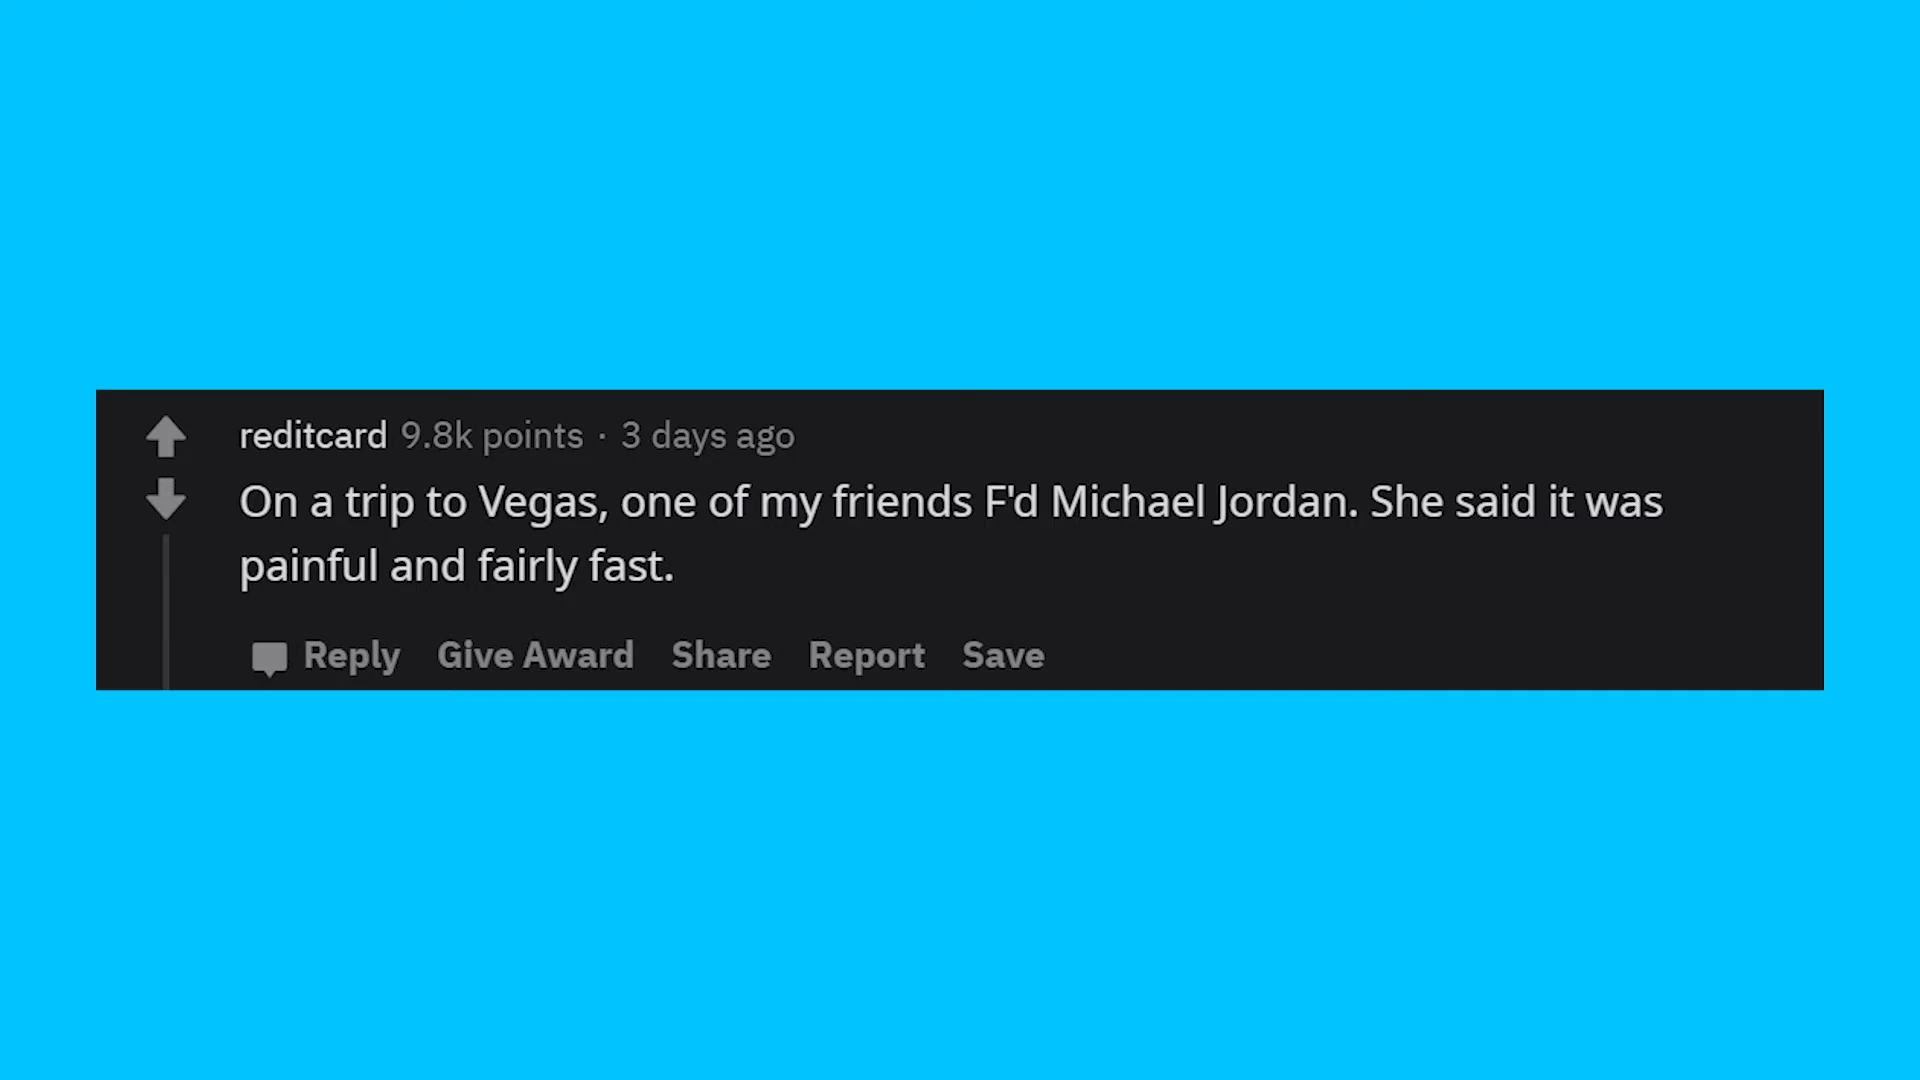 reditcard 9.8k points · 3 days ago
On a trip to Vegas, one of my friends F'd Michael Jordan. She said it was
painful and fairly fast.
Reply Give Award Share Report Save